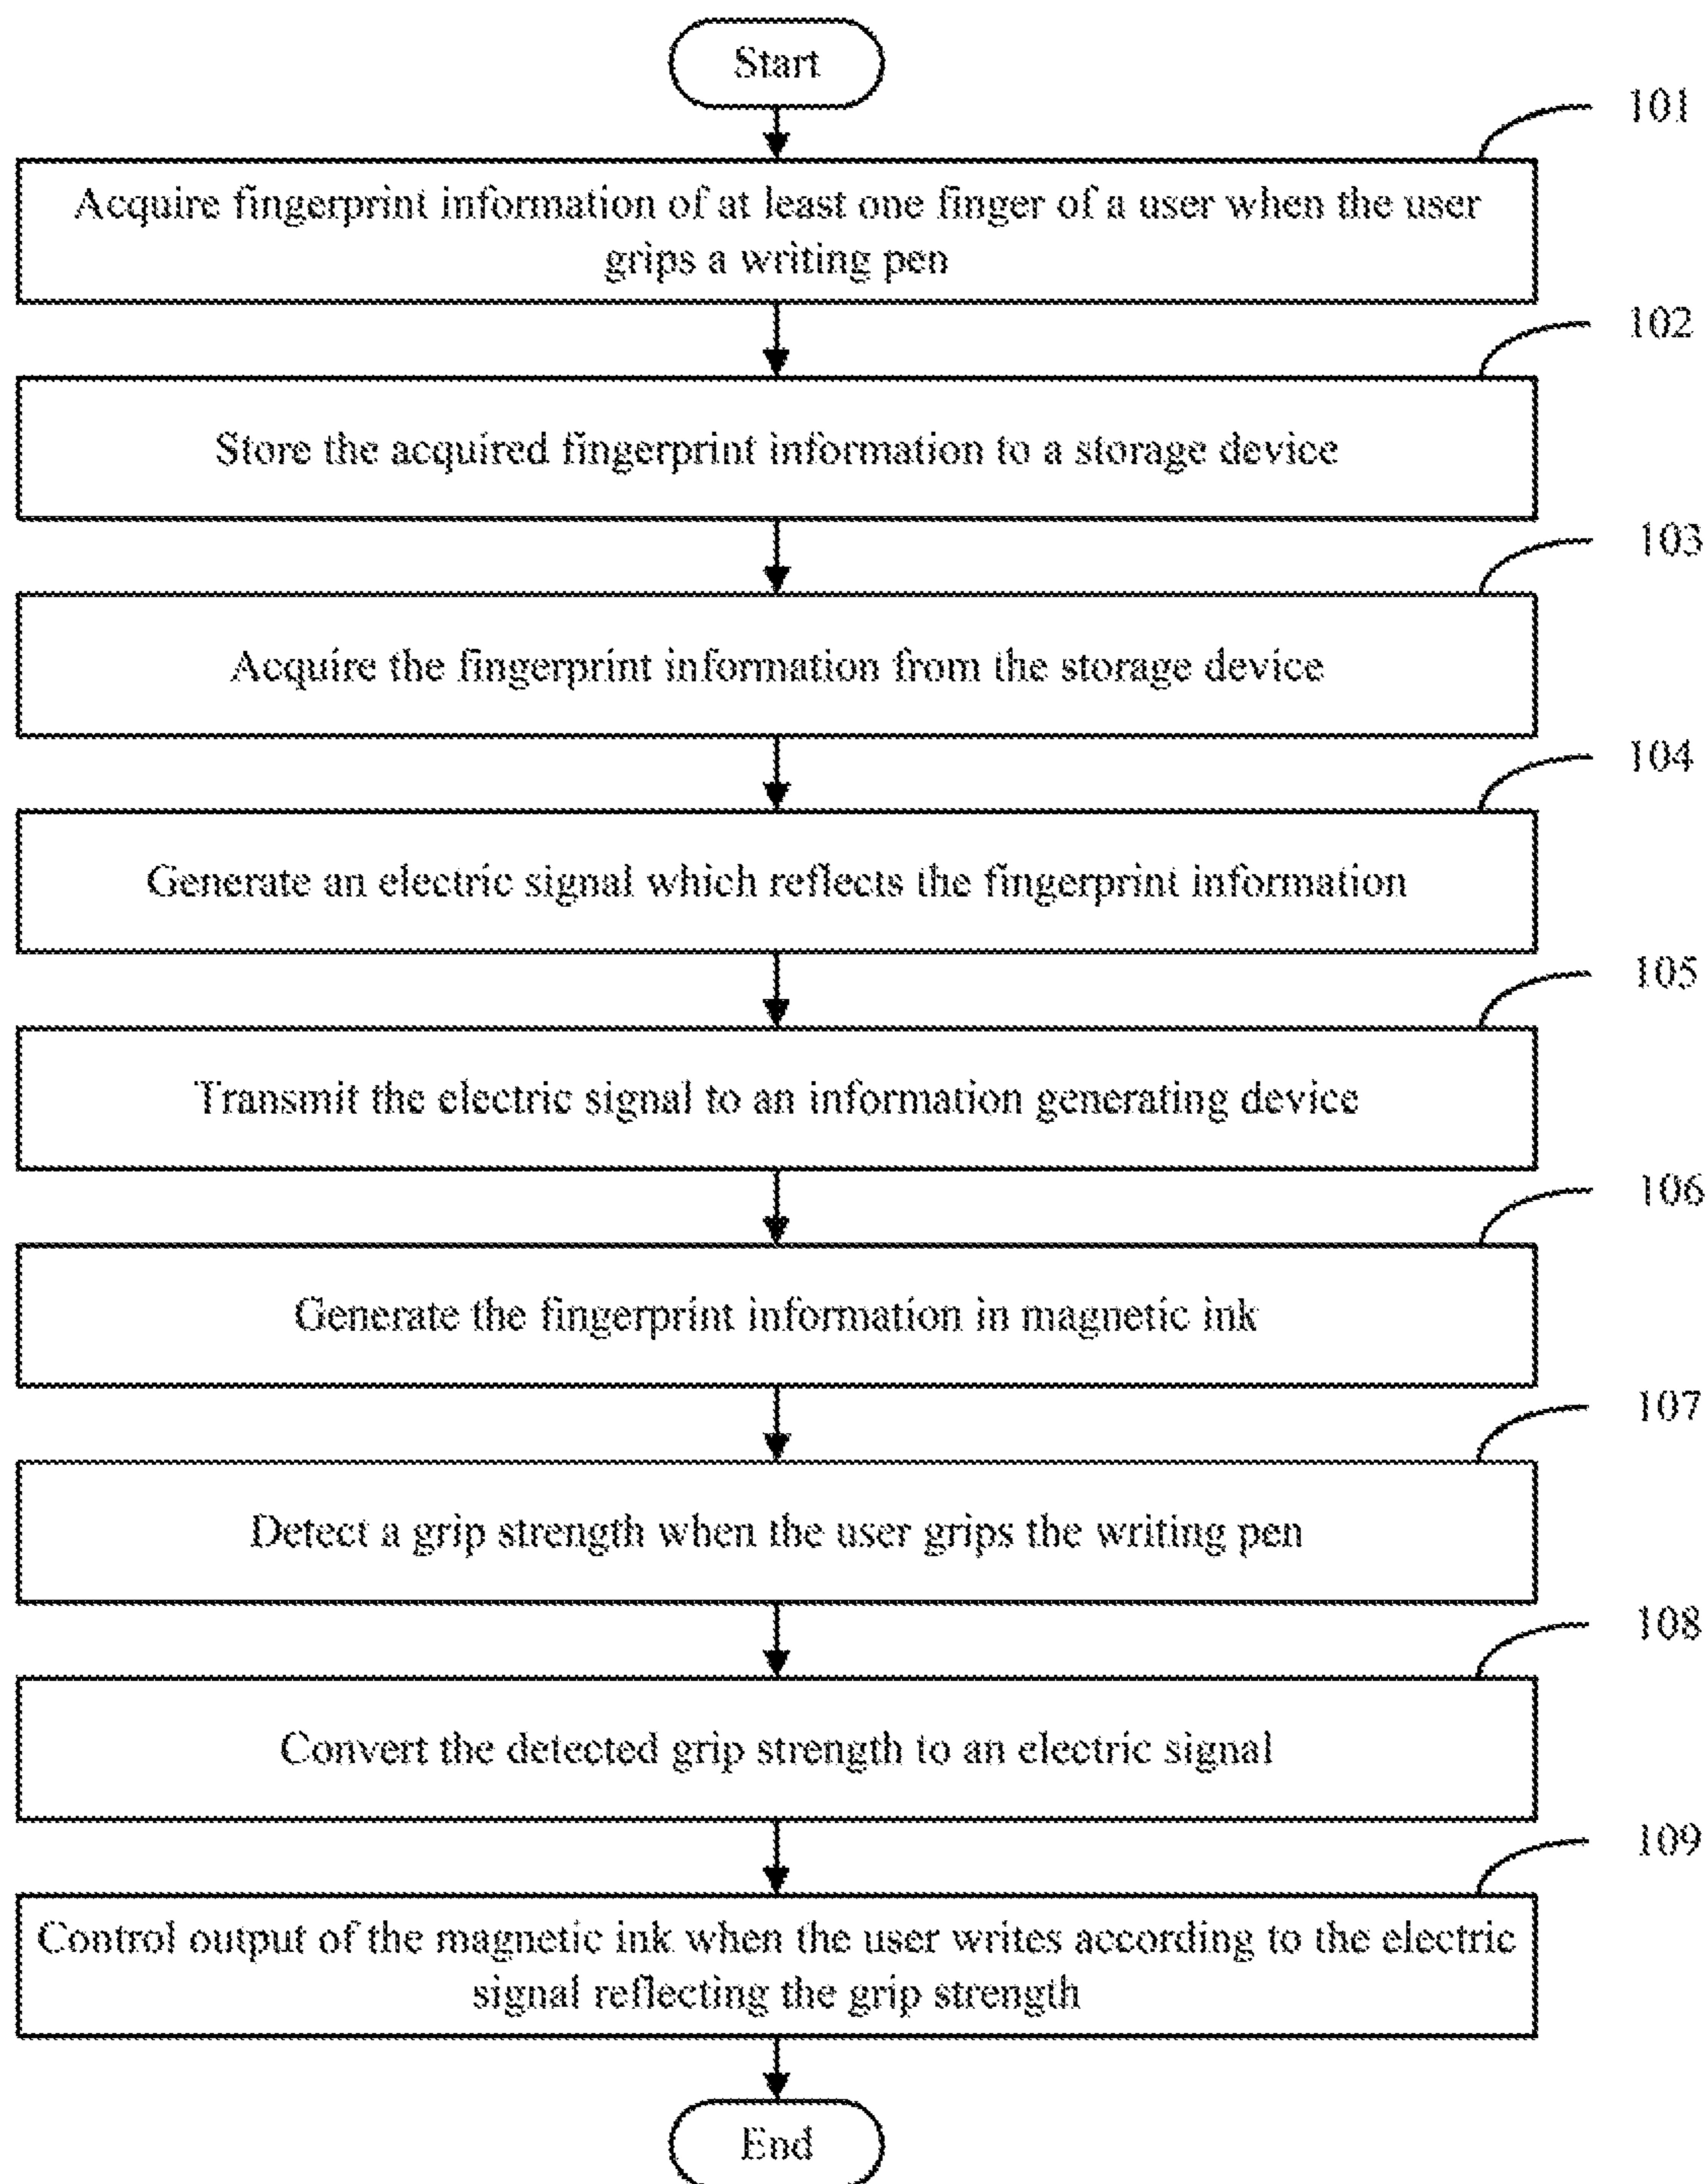 Start
101
Acquire fingerprint information of at least one finger of a user when the user
grips a writing pen
102
Store the acquired fingerprint information to a storage device
103
Acquire the fingerprint information from the storage device
104
Generate an electric signal which reflects the fingerprint information
105
Transmit the electric signal to an information generating device
106
Generate the fingerprint information in magnetic ink
107
Detect a grip strength when the user grips the writing pen
108
Convert the detected grip strength to an electric signal
109
Control output of the magnetic ink when the user writes according to the electric
signal reflecting the grip strength
End